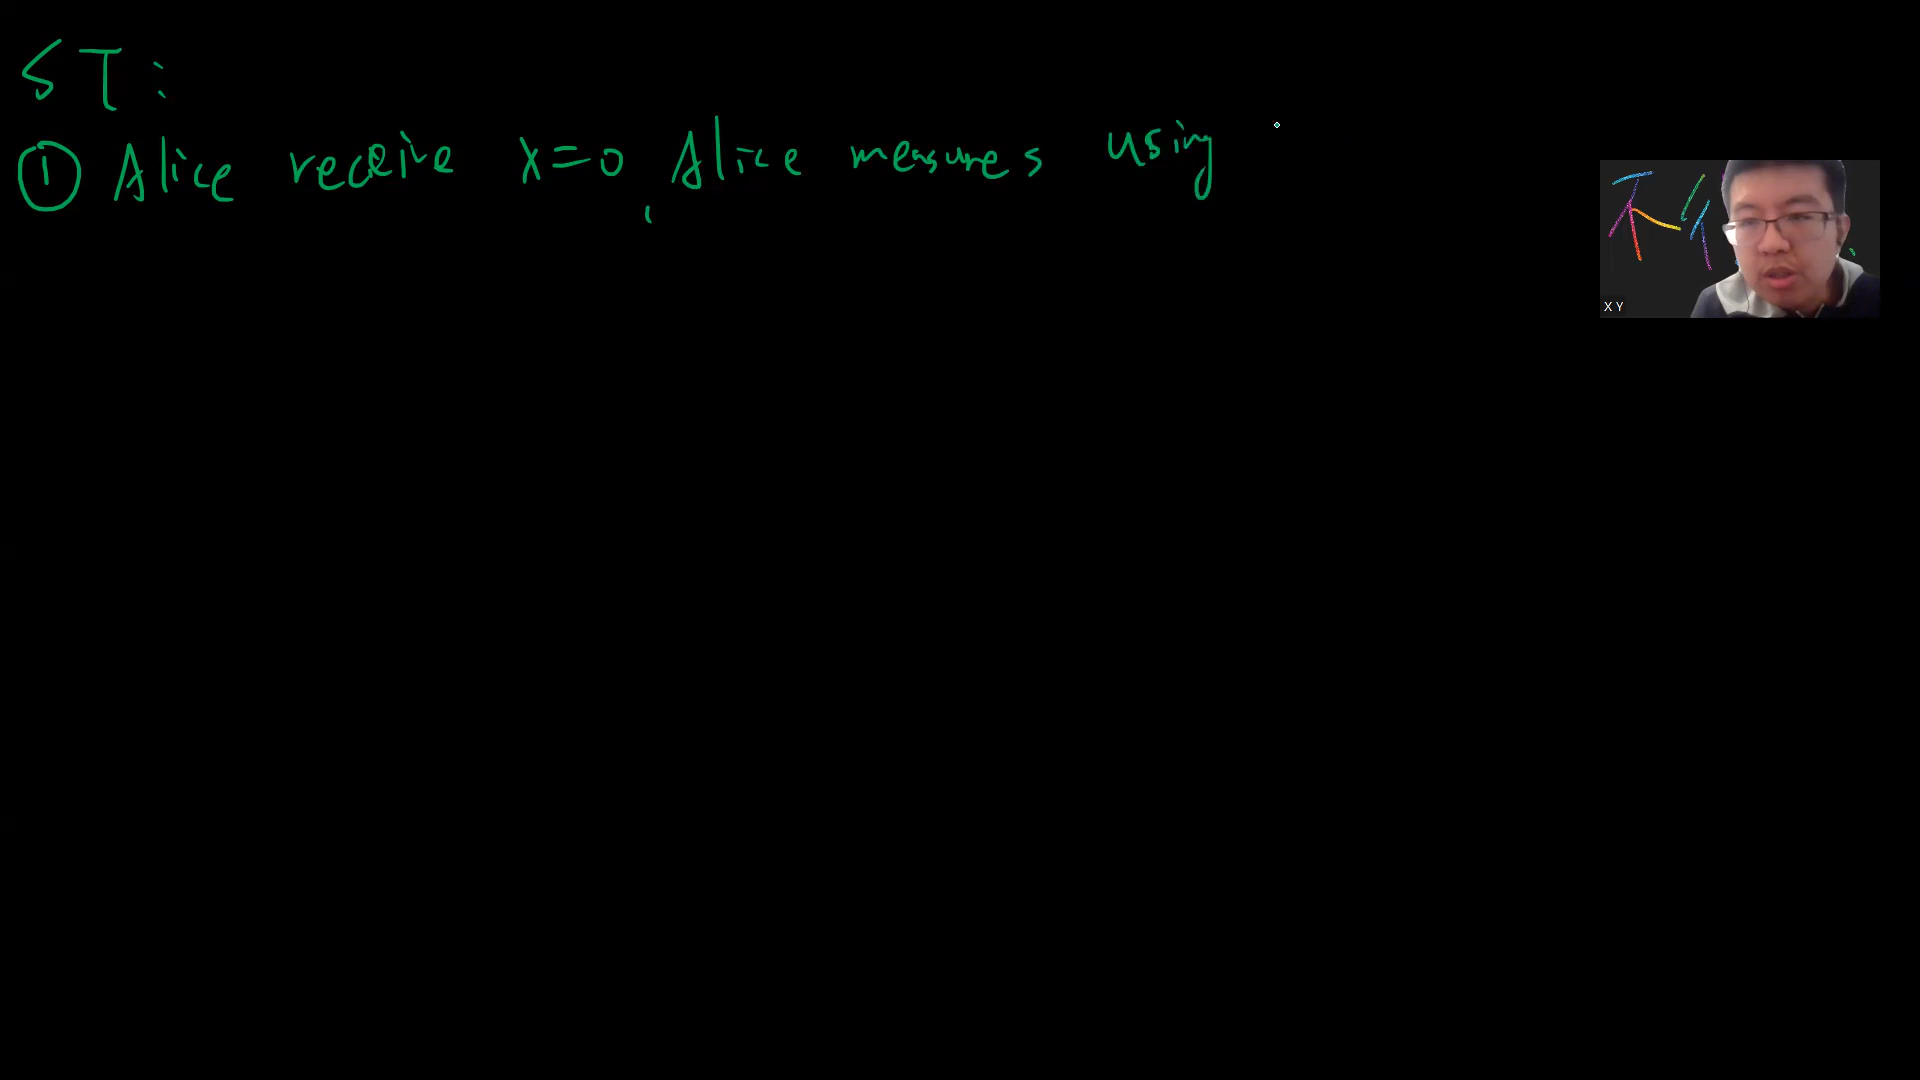 ST:
① Alice receive x=0, Alice measures using
X Y